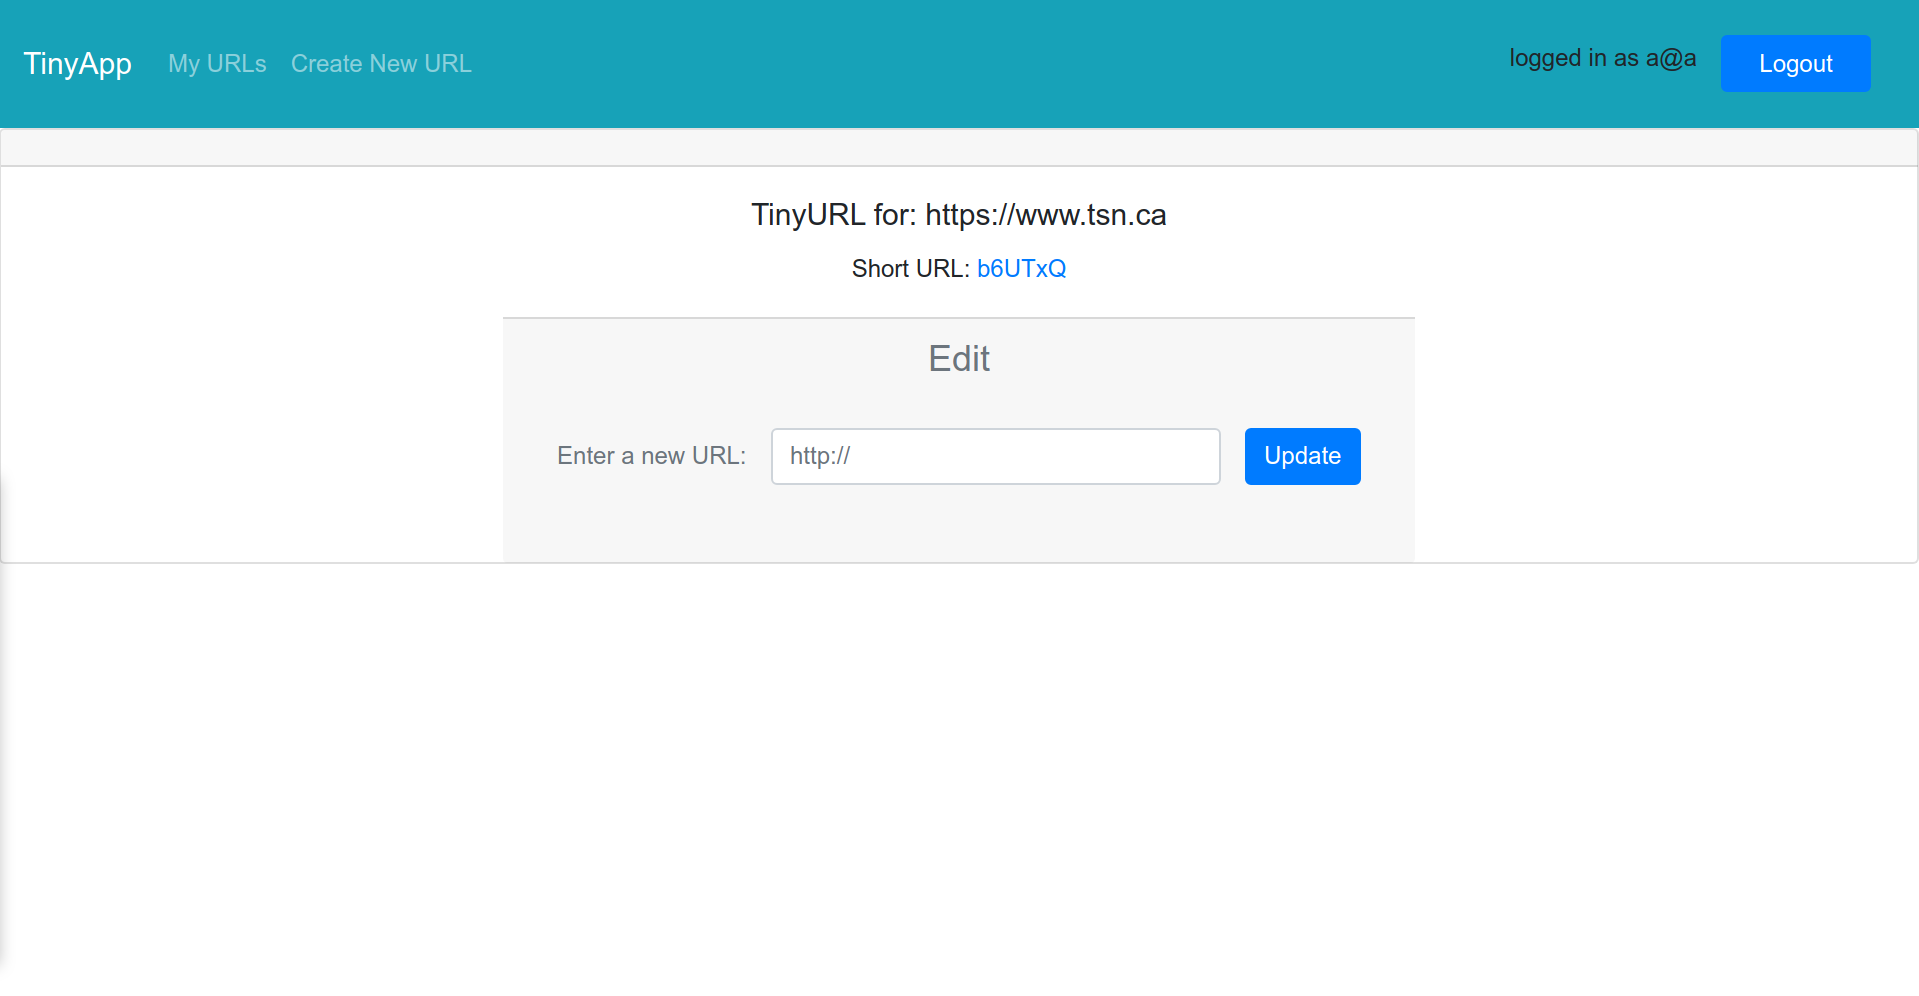 TinyApp My URLs Create New URL logged in as a@a Logout
TinyURL for: https://www.tsn.ca
Short URL: b6UTxQ
Edit
Enter a new URL: http:// Update